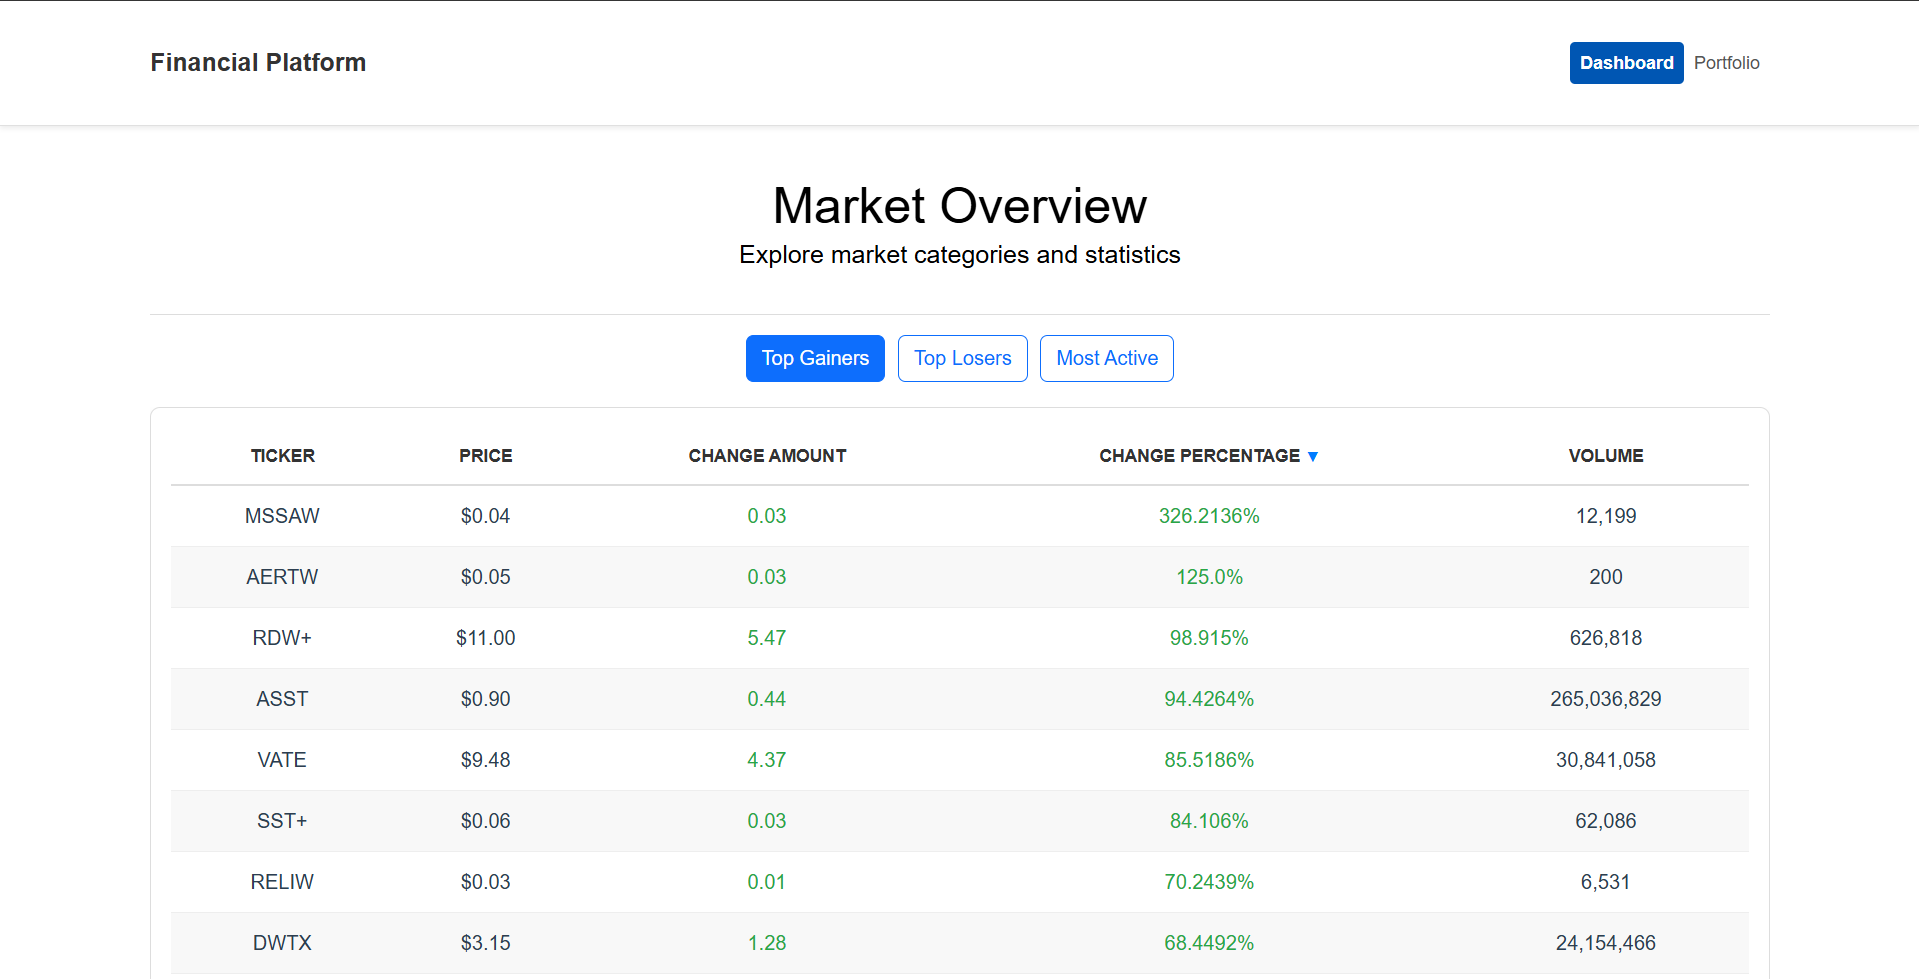 Financial Platform
Dashboard Portfolio
Market Overview
Explore market categories and statistics
Top Gainers Top Losers Most Active
TICKER PRICE CHANGE AMOUNT CHANGE PERCENTAGE ▼ VOLUME
MSSAW $0.04 0.03 326.2136% 12,199
AERTW $0.05 0.03 125.0% 200
RDW+ $11.00 5.47 98.915% 626,818
ASST $0.90 0.44 94.4264% 265,036,829
VATE $9.48 4.37 85.5186% 30,841,058
SST+ $0.06 0.03 84.106% 62,086
RELIW $0.03 0.01 70.2439% 6,531
DWTX $3.15 1.28 68.4492% 24,154,466